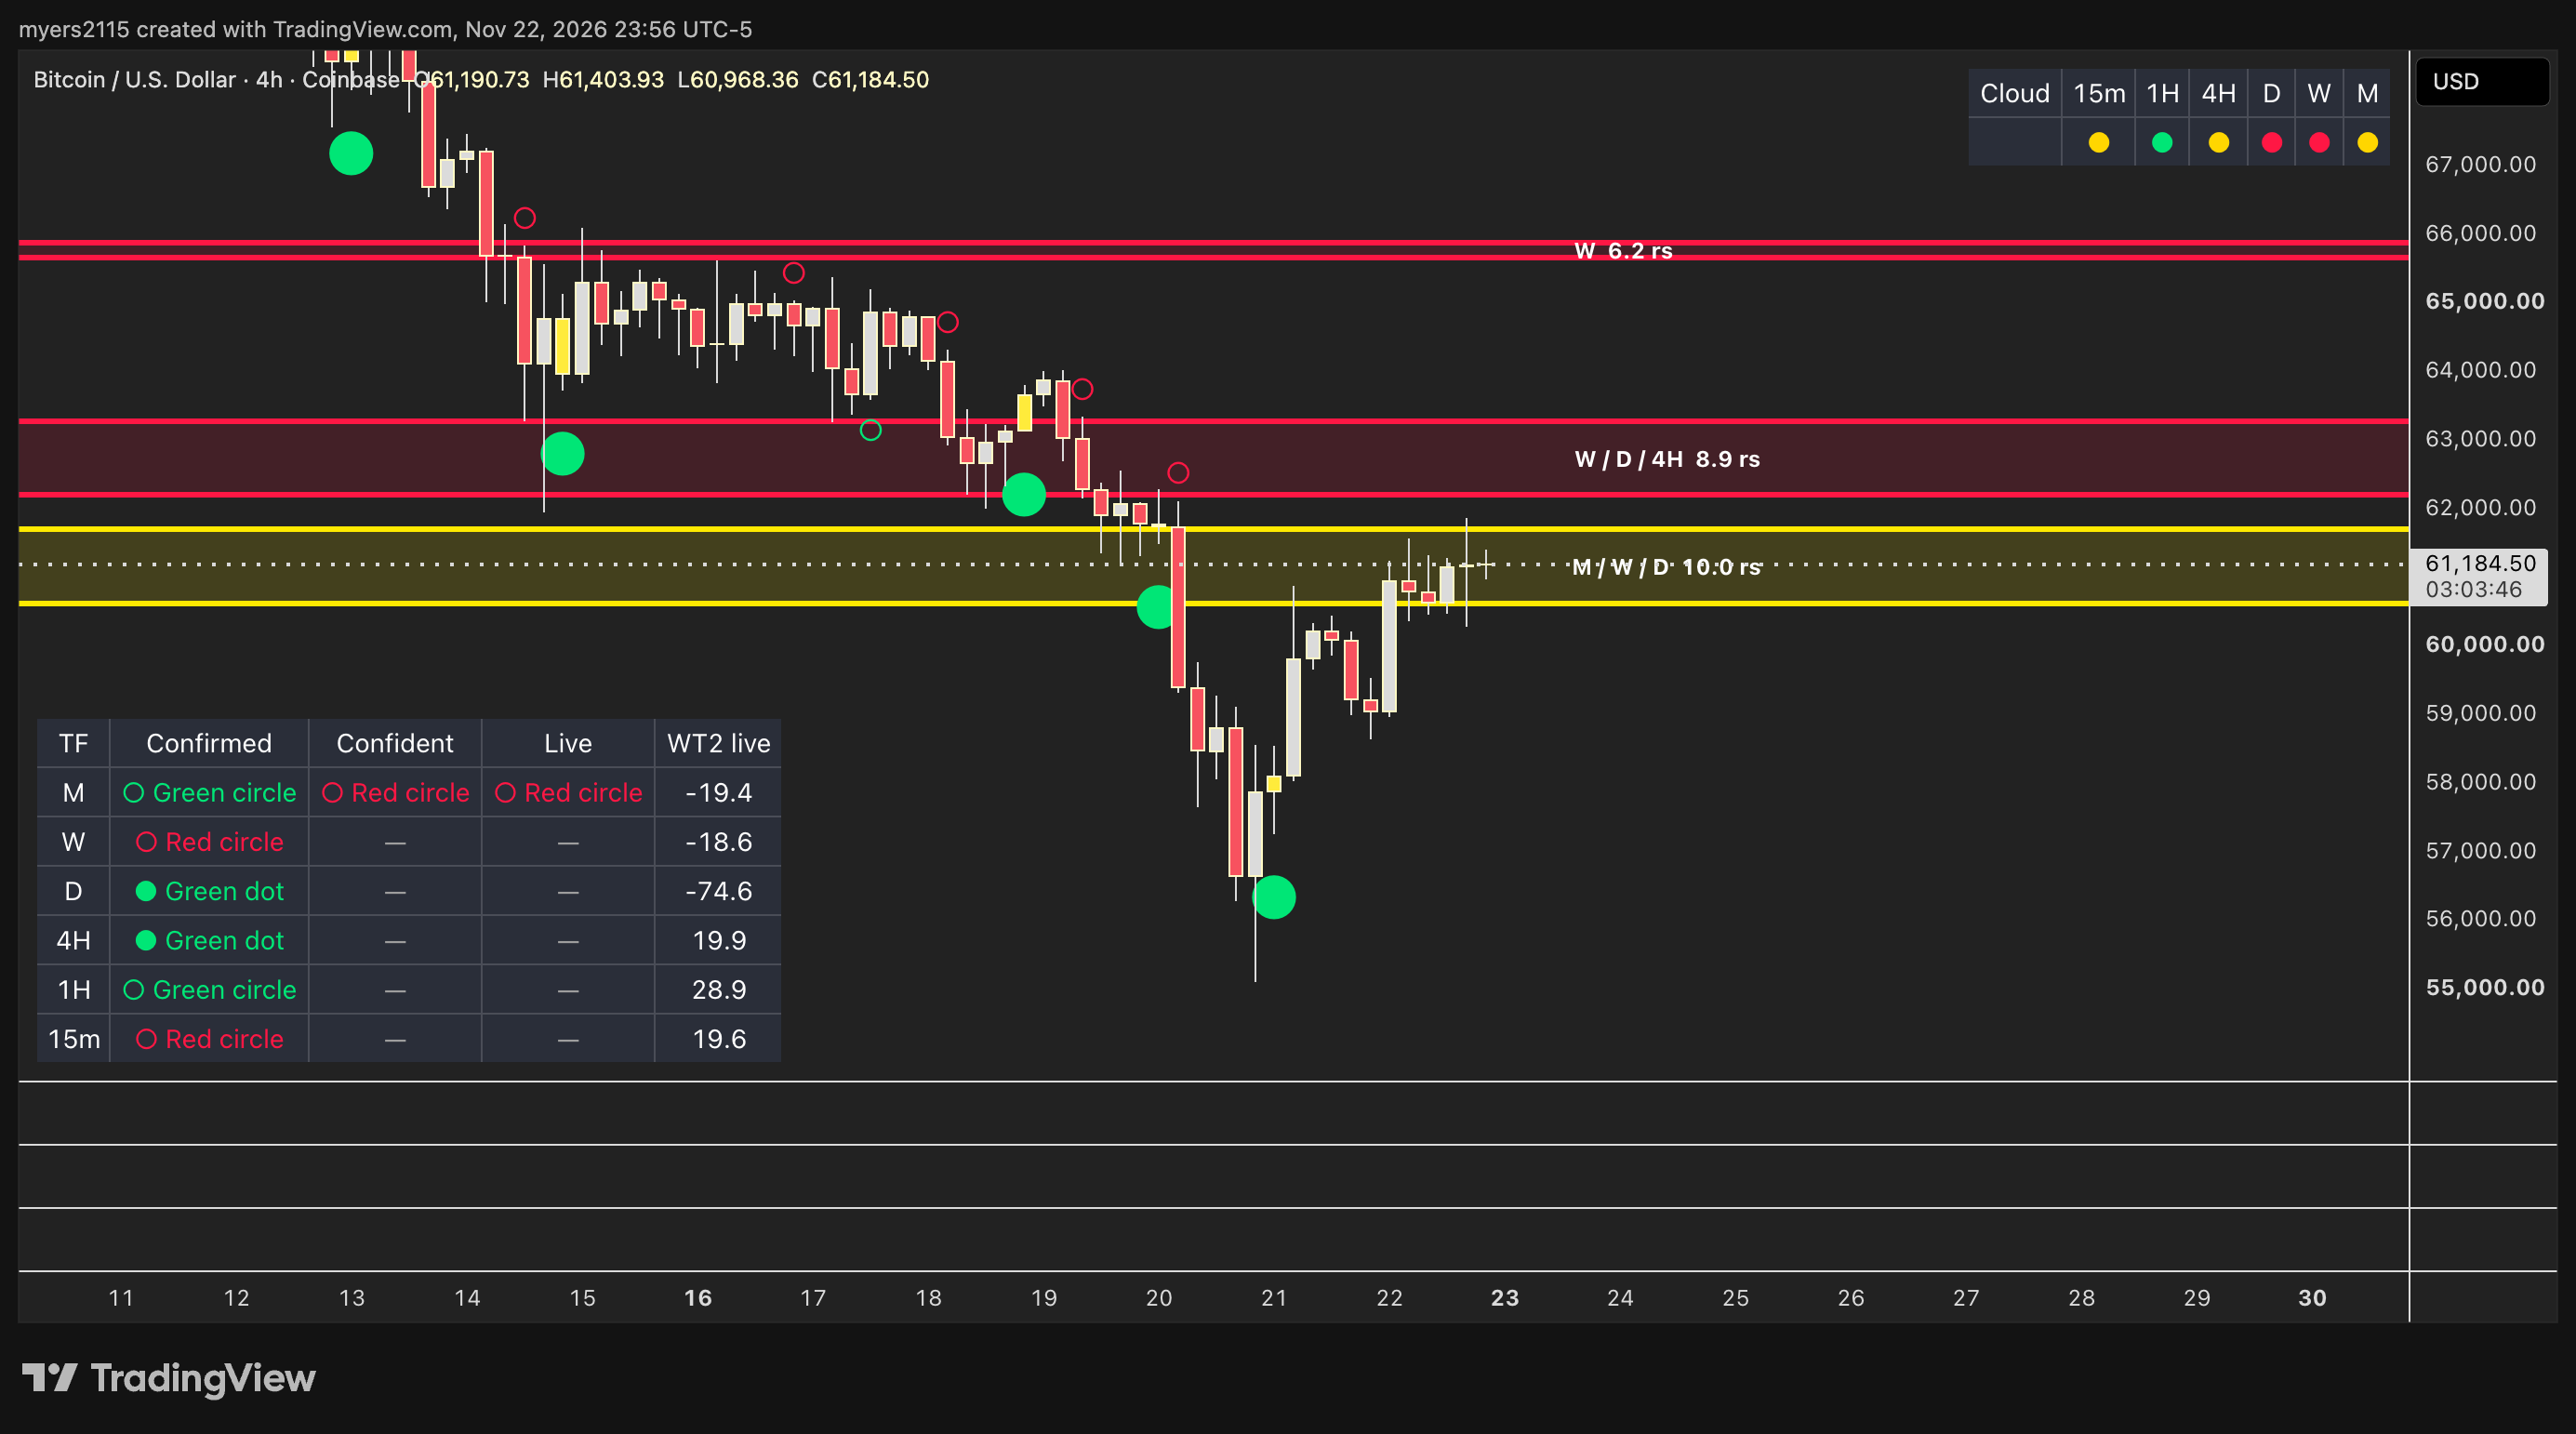 myers2115 created with TradingView.com, Nov 22, 2026 23:56 UTC-5
Bitcoin / U.S. Dollar · 4h · Coinbase O61,190.73 H61,403.93 L60,968.36 C61,184.50
Cloud 15m 1H 4H D W M
USD
67,000.00
66,000.00
65,000.00
64,000.00
63,000.00
62,000.00
61,184.50
03:03:46
60,000.00
59,000.00
58,000.00
57,000.00
56,000.00
55,000.00
W 6.2 rs
W / D / 4H 8.9 rs
M / W / D 10.0 rs
TF Confirmed Confident Live WT2 live
M Green circle Red circle Red circle -19.4
W Red circle — — -18.6
D Green dot — — -74.6
4H Green dot — — 19.9
1H Green circle — — 28.9
15m Red circle — — 19.6
11 12 13 14 15 16 17 18 19 20 21 22 23 24 25 26 27 28 29 30
TradingView